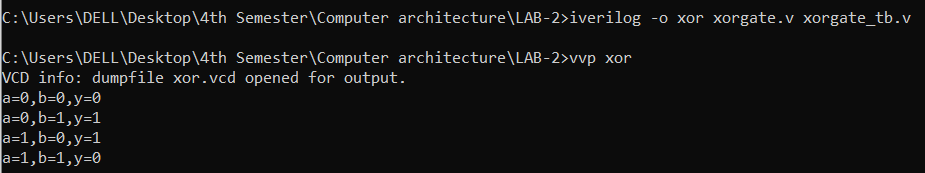 C:\Users\DELL\Desktop\4th Semester\Computer architecture\LAB-2>iverilog -o xor xorgate.v xorgate_tb.v
C:\Users\DELL\Desktop\4th Semester\Computer architecture\LAB-2>vvp xor
VCD info: dumpfile xor.vcd opened for output.
a=0,b=0,y=0
a=0,b=1,y=1
a=1,b=0,y=1
a=1,b=1,y=0